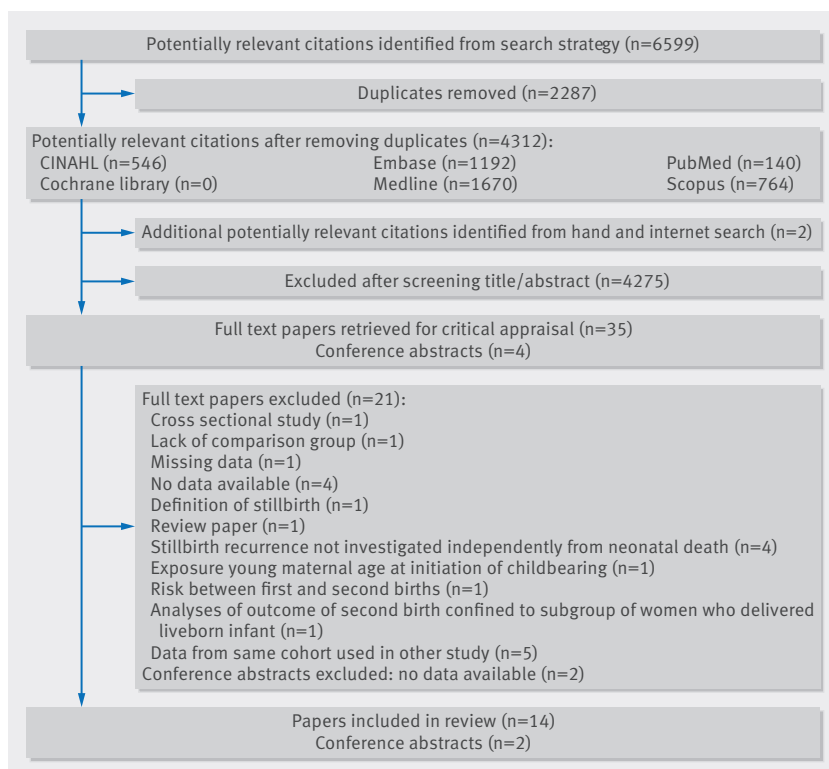 Potentially relevant citations identified from search strategy (n=6599)
Duplicates removed (n=2287)
Potentially relevant citations after removing duplicates (n=4312):
CINAHL (n=546) Embase (n=1192) PubMed (n=140)
Cochrane library (n=0) Medline (n=1670) Scopus (n=764)
Additional potentially relevant citations identified from hand and internet search (n=2)
Excluded after screening title/abstract (n=4275)
Full text papers retrieved for critical appraisal (n=35)
Conference abstracts (n=4)
Full text papers excluded (n=21):
Cross sectional study (n=1)
Lack of comparison group (n=1)
Missing data (n=1)
No data available (n=4)
Definition of stillbirth (n=1)
Review paper (n=1)
Stillbirth recurrence not investigated independently from neonatal death (n=4)
Exposure young maternal age at initiation of childbearing (n=1)
Risk between first and second births (n=1)
Analyses of outcome of second birth confined to subgroup of women who delivered
liveborn infant (n=1)
Data from same cohort used in other study (n=5)
Conference abstracts excluded: no data available (n=2)
Papers included in review (n=14)
Conference abstracts (n=2)